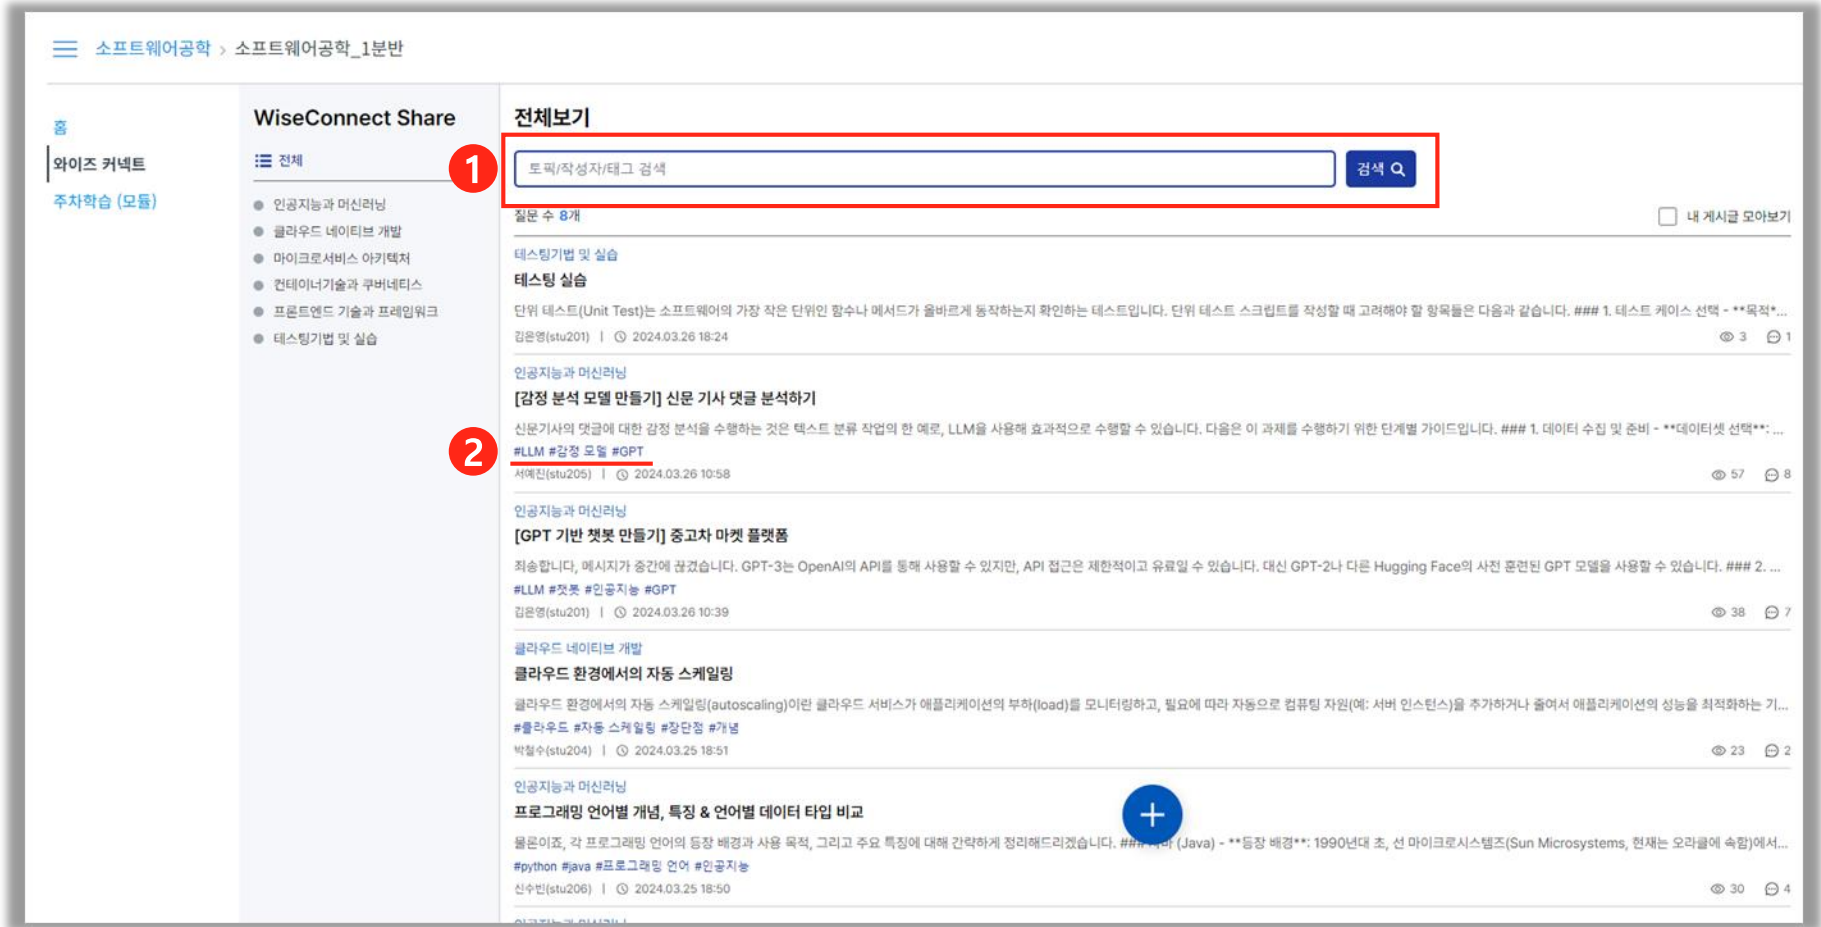 소프트웨어공학 > 소프트웨어공학_1분반
홈
와이즈 커넥트
주차학습 (모듈)
WiseConnect Share
전체
인공지능과 머신러닝
클라우드 네이티브 개발
마이크로서비스 아키텍처
컨테이너기술과 쿠버네티스
프론트엔드 기술과 프레임워크
테스팅기법 및 실습
전체보기
1
토픽/작성자/태그 검색
검색
질문 수 8개
내 게시글 모아보기
테스팅기법 및 실습
테스팅 실습
단위 테스트(Unit Test)는 소프트웨어의 가장 작은 단위인 함수나 메서드가 올바르게 동작하는지 확인하는 테스트입니다. 단위 테스트 스크립트를 작성할 때 고려해야 할 항목들은 다음과 같습니다. ### 1. 테스트 케이스 선택 - **목적*...
김은영(stu201) | 2024.03.26 18:24
3 1
인공지능과 머신러닝
[감정 분석 모델 만들기] 신문 기사 댓글 분석하기
신문기사의 댓글에 대한 감정 분석을 수행하는 것은 텍스트 분류 작업의 한 예로, LLM을 사용해 효과적으로 수행할 수 있습니다. 다음은 이 과제를 수행하기 위한 단계별 가이드입니다. ### 1. 데이터 수집 및 준비 - **데이터셋 선택**: ...
2
#LLM #감정 모델 #GPT
서예진(stu205) | 2024.03.26 10:58
57 8
인공지능과 머신러닝
[GPT 기반 챗봇 만들기] 중고차 마켓 플랫폼
죄송합니다, 메시지가 중간에 끊겼습니다. GPT-3는 OpenAI의 API를 통해 사용할 수 있지만, API 접근은 제한적이고 유료일 수 있습니다. 대신 GPT-2나 다른 Hugging Face의 사전 훈련된 GPT 모델을 사용할 수 있습니다. ### 2. ...
#LLM #챗봇 #인공지능 #GPT
김은영(stu201) | 2024.03.26 10:39
38 7
클라우드 네이티브 개발
클라우드 환경에서의 자동 스케일링
클라우드 환경에서의 자동 스케일링(autoscaling)이란 클라우드 서비스가 애플리케이션의 부하(load)를 모니터링하고, 필요에 따라 자동으로 컴퓨팅 자원(예: 서버 인스턴스)을 추가하거나 줄여서 애플리케이션의 성능을 최적화하는 기...
#클라우드 #자동 스케일링 #장단점 #개념
박철수(stu204) | 2024.03.25 18:51
23 2
인공지능과 머신러닝
프로그래밍 언어별 개념, 특징 & 언어별 데이터 타입 비교
물론이죠, 각 프로그래밍 언어의 등장 배경과 사용 목적, 그리고 주요 특징에 대해 간략하게 정리해드리겠습니다. ### (Java) - **등장 배경**: 1990년대 초, 선 마이크로시스템즈(Sun Microsystems, 현재는 오라클에 속함)에서...
#python #java #프로그래밍 언어 #인공지능
신수빈(stu206) | 2024.03.25 18:50
30 4